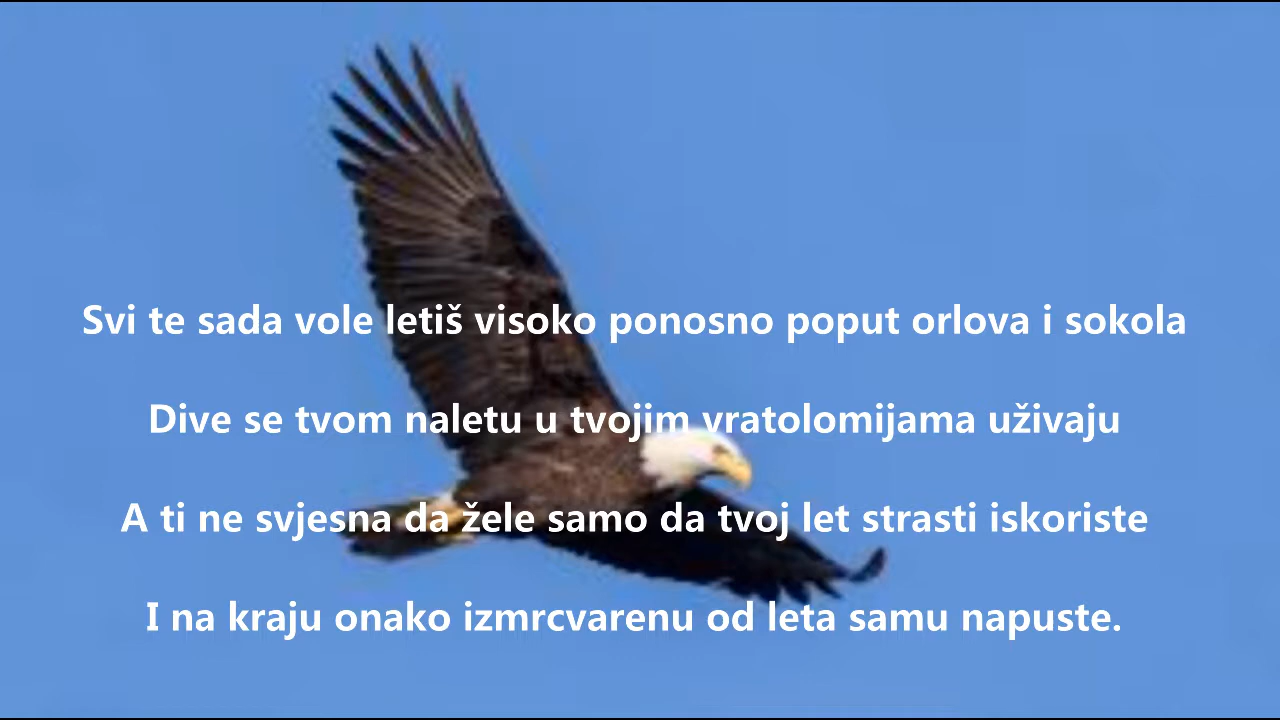 Svi te sada vole letiš visoko ponosno poput orlova i sokola
Dive se tvom naletu u tvojim vratolomijama uživaju
A ti ne svjesna da žele samo da tvoj let strasti iskoriste
I na kraju onako izmrcvarenu od leta samu napuste.